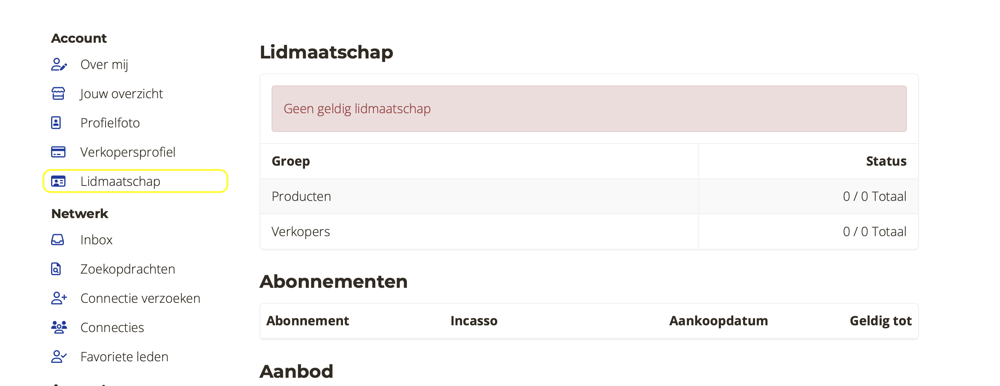 Account
Over mij
Jouw overzicht
Profielfoto
Verkopersprofiel
Lidmaatschap
Netwerk
Inbox
Zoekopdrachten
Connectie verzoeken
Connecties
Favoriete leden
Lidmaatschap
Geen geldig lidmaatschap
Groep Status
Producten 0 / 0 Totaal
Verkopers 0 / 0 Totaal
Abonnementen
Abonnement Incasso Aankoopdatum Geldig tot
Aanbod